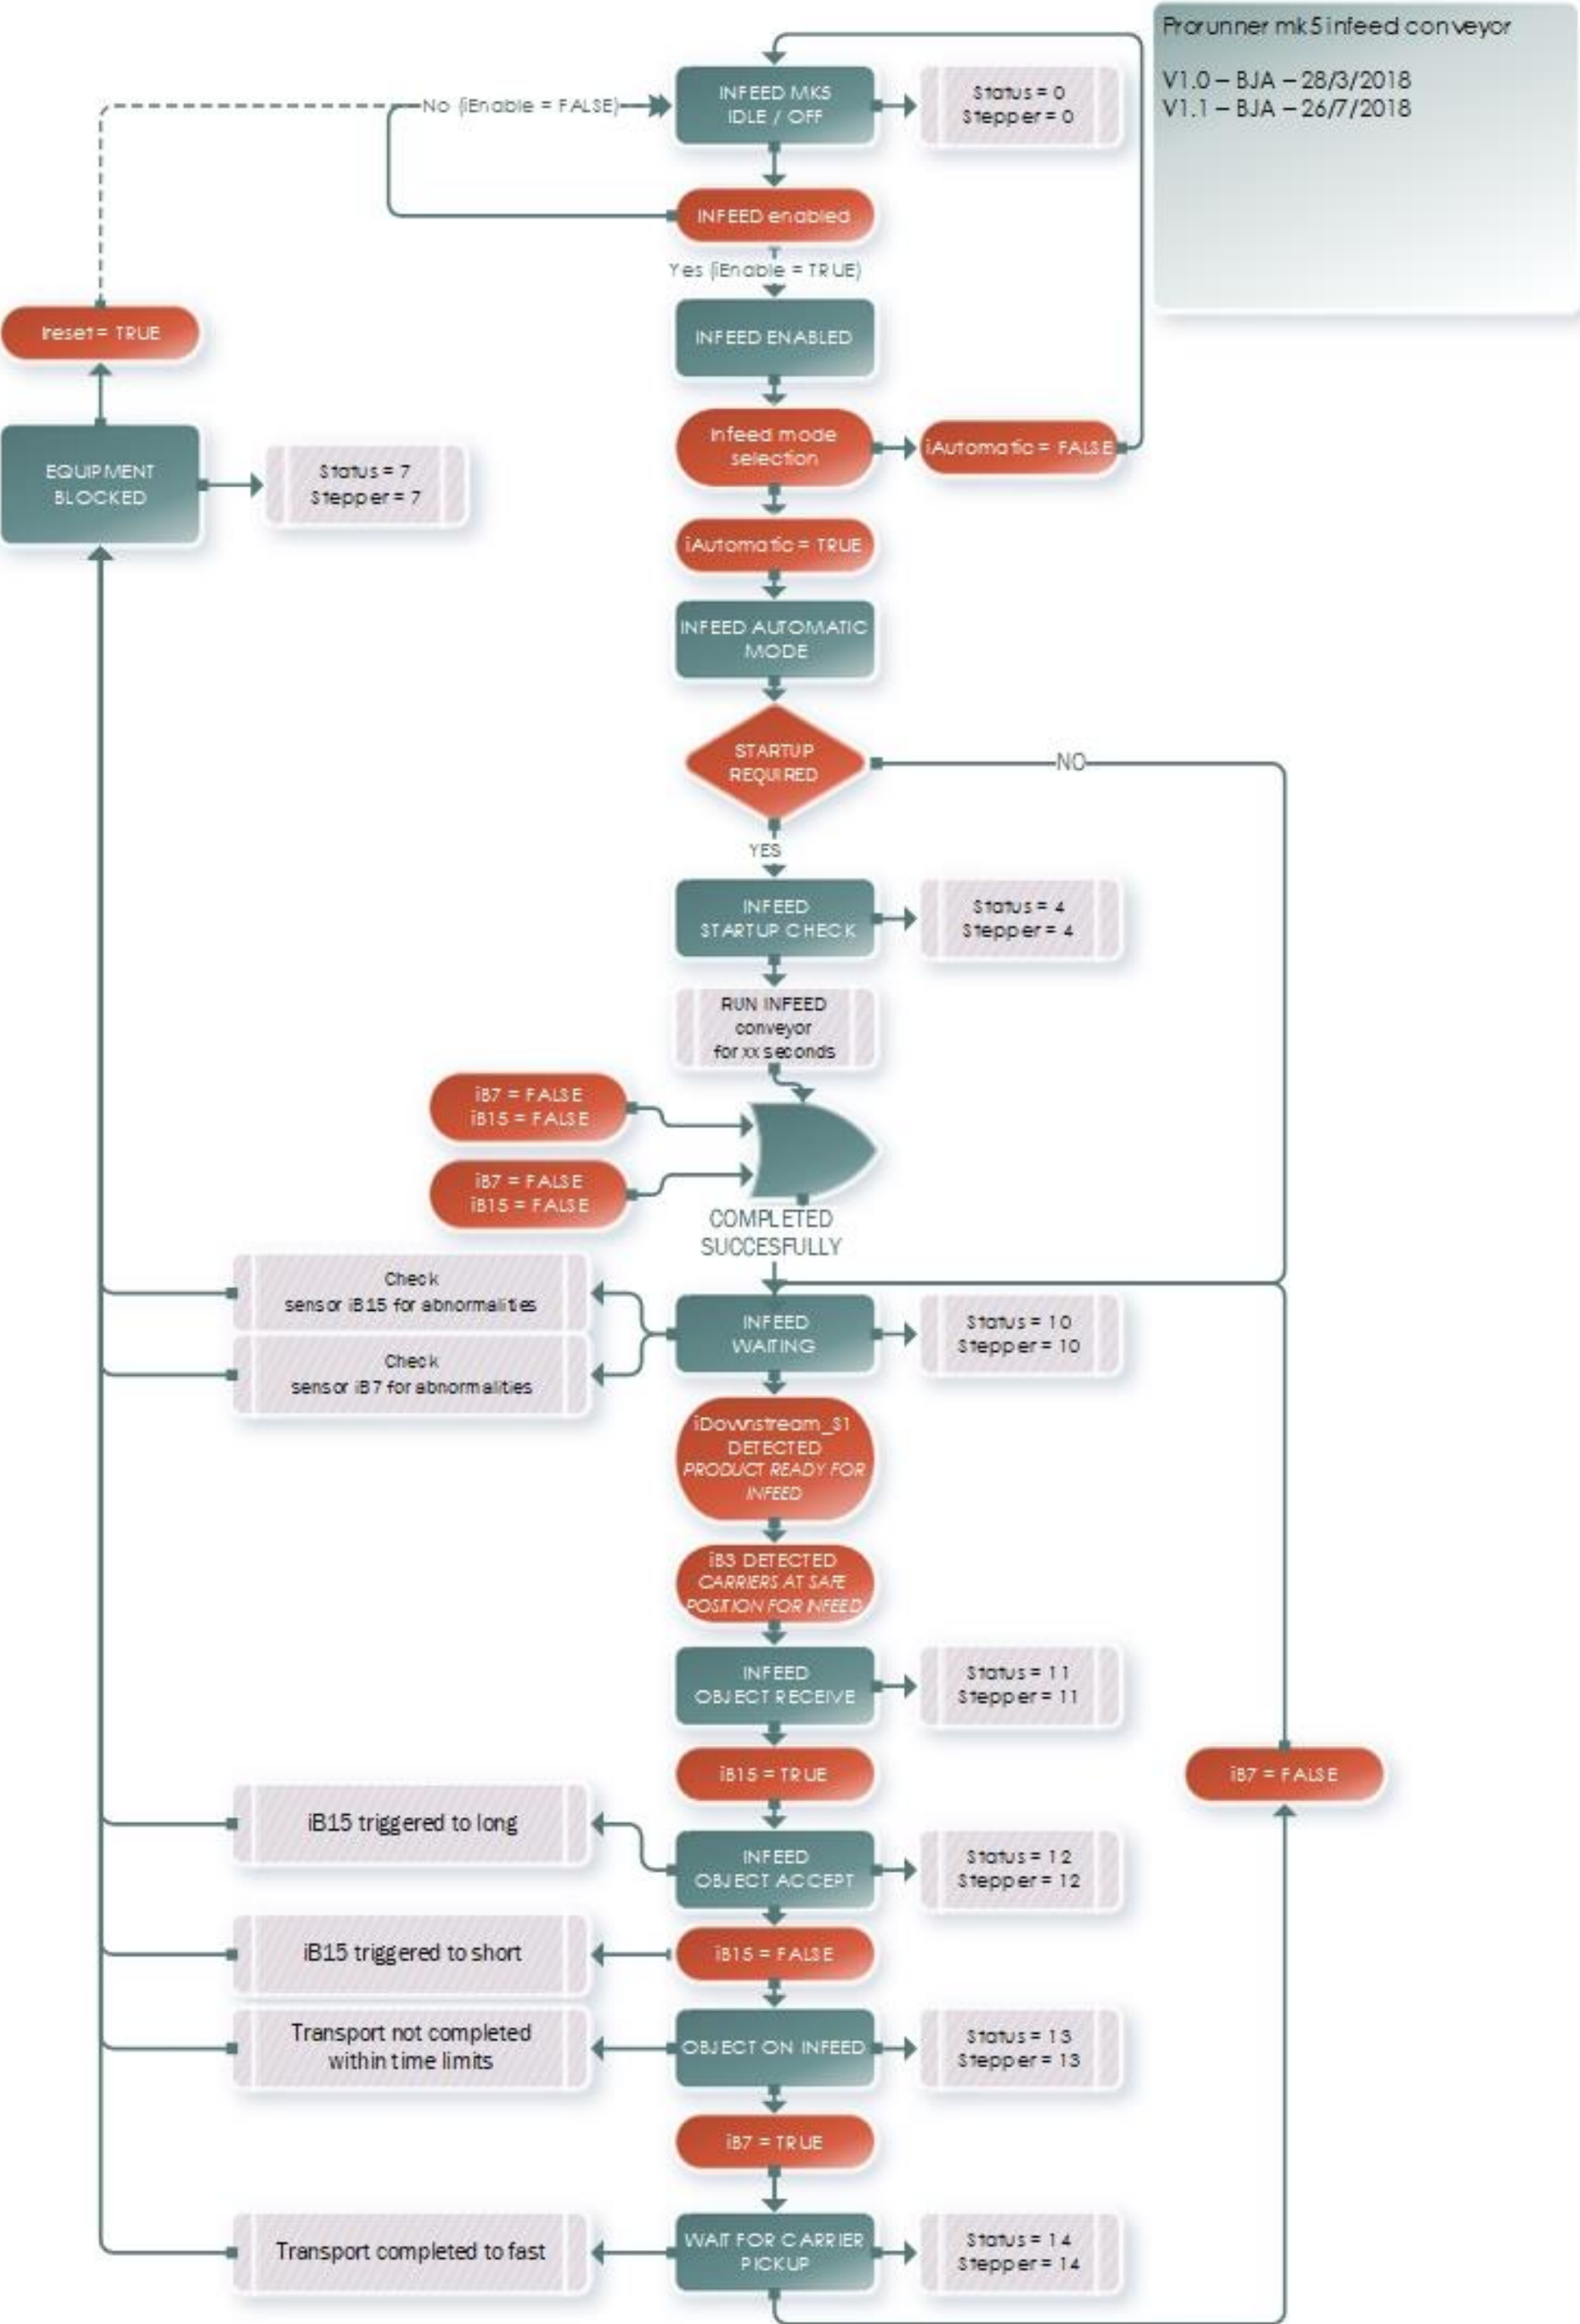 Prorunner mk5 infeed conveyor
V1.0 – BJA – 28/3/2018
V1.1 – BJA – 26/7/2018
INFEED MK5
IDLE / OFF
Status = 0
Stepper = 0
No (iEnable = FALSE)
INFEED enabled
Yes (iEnable = TRUE)
INFEED ENABLED
Ireset = TRUE
EQUIPMENT
BLOCKED
Status = 7
Stepper = 7
Infeed mode
selection
iAutomatic = FALSE
iAutomatic = TRUE
INFEED AUTOMATIC
MODE
STARTUP
REQUIRED
NO
YES
INFEED
STARTUP CHECK
Status = 4
Stepper = 4
RUN INFEED
conveyor
for xx seconds
iB7 = FALSE
iB15 = FALSE
iB7 = FALSE
iB15 = FALSE
COMPLETED
SUCCESFULLY
Check
sensor iB15 for abnormalities
Check
sensor iB7 for abnormalities
INFEED
WAITING
Status = 10
Stepper = 10
iDownstream_S1
DETECTED
PRODUCT READY FOR
INFEED
iB3 DETECTED
CARRIERS AT SAFE
POSITION FOR INFEED
INFEED
OBJECT RECEIVE
Status = 11
Stepper = 11
iB15 = TRUE
iB7 = FALSE
iB15 triggered to long
INFEED
OBJECT ACCEPT
Status = 12
Stepper = 12
iB15 triggered to short
iB15 = FALSE
Transport not completed
within time limits
OBJECT ON INFEED
Status = 13
Stepper = 13
iB7 = TRUE
Transport completed to fast
WAIT FOR CARRIER
PICKUP
Status = 14
Stepper = 14